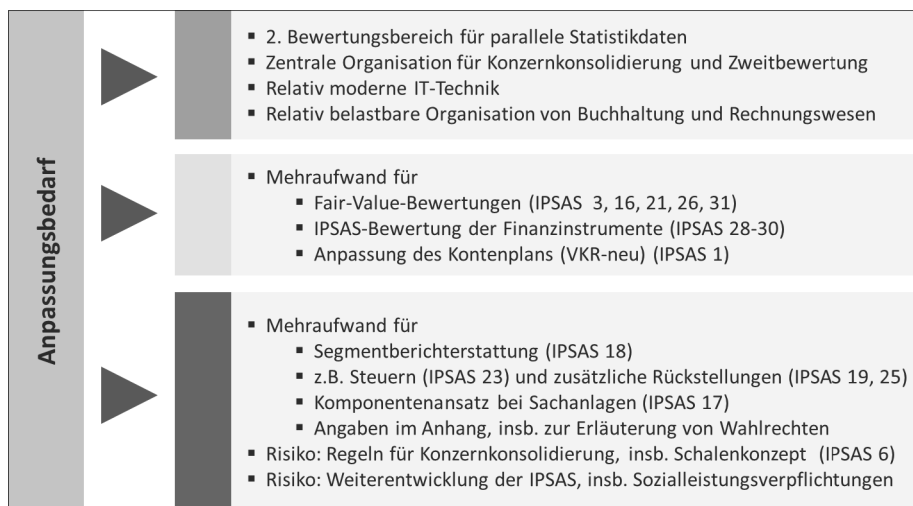 Anpassungsbedarf
▪ 2. Bewertungsbereich für parallele Statistikdaten
▪ Zentrale Organisation für Konzernkonsolidierung und Zweitbewertung
▪ Relativ moderne IT-Technik
▪ Relativ belastbare Organisation von Buchhaltung und Rechnungswesen
▪ Mehraufwand für
▪ Fair-Value-Bewertungen (IPSAS 3, 16, 21, 26, 31)
▪ IPSAS-Bewertung der Finanzinstrumente (IPSAS 28-30)
▪ Anpassung des Kontenplans (VKR-neu) (IPSAS 1)
▪ Mehraufwand für
▪ Segmentberichterstattung (IPSAS 18)
▪ z.B. Steuern (IPSAS 23) und zusätzliche Rückstellungen (IPSAS 19, 25)
▪ Komponentenansatz bei Sachanlagen (IPSAS 17)
▪ Angaben im Anhang, insb. zur Erläuterung von Wahlrechten
▪ Risiko: Regeln für Konzernkonsolidierung, insb. Schalenkonzept (IPSAS 6)
▪ Risiko: Weiterentwicklung der IPSAS, insb. Sozialleistungsverpflichtungen